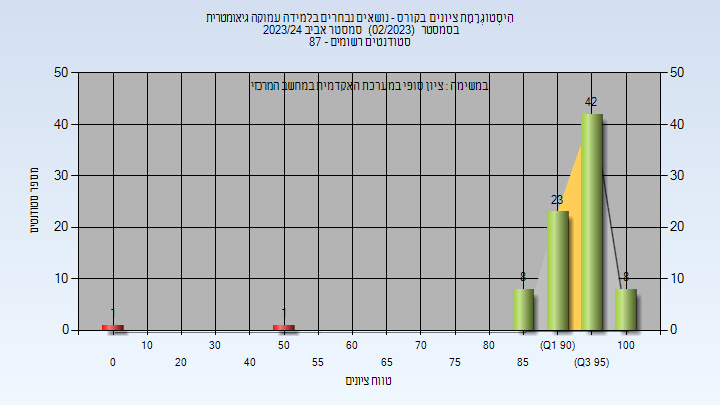 היסטוגרמת ציונים בקורס - נושאים נבחרים בלמידה עמוקה גיאומטרית
בסמסטר (02/2023) סמסטר אביב 2023/24
סטודנטים רשומים - 87
במשימה : ציון סופי במערכת האקדמית במחשב המרכזי
50 50
42
40 40
30 30
23
20 20
10 10
8 8
1 1
0 0
מספר סטודנטים
10 30 50 60 70 80 (Q1 90) 100
0 20 40 55 65 75 85 (Q3 95)
טווח ציונים